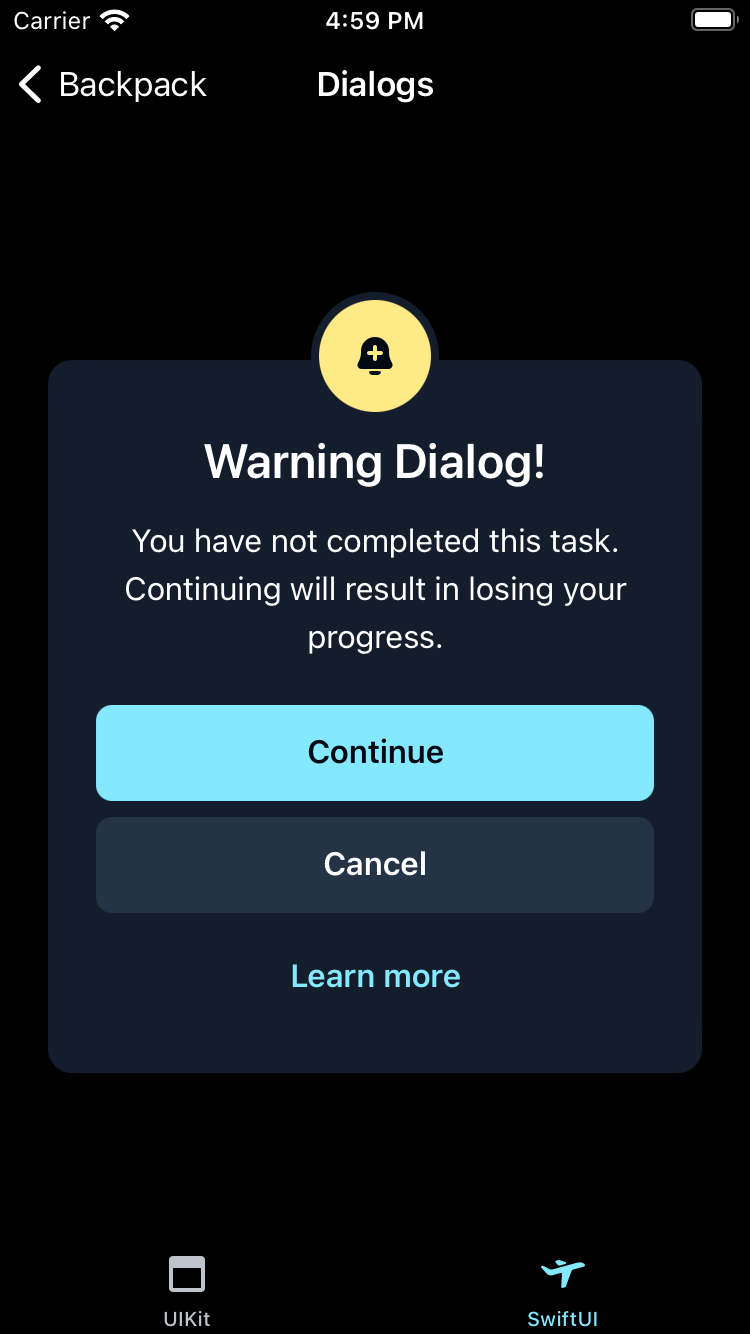 Carrier 4:59 PM
Backpack Dialogs
Warning Dialog!
You have not completed this task.
Continuing will result in losing your
progress.
Continue
Cancel
Learn more
UIKit SwiftUI